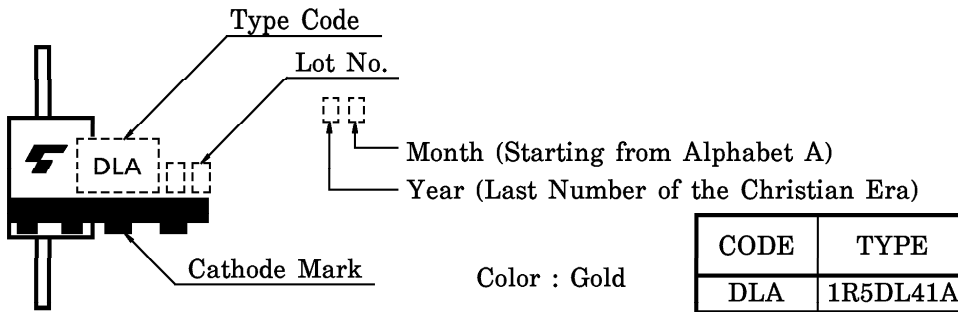 Type Code
Lot No.
DLA
Month (Starting from Alphabet A)
Year (Last Number of the Christian Era)
Cathode Mark
Color : Gold
CODE TYPE
DLA 1R5DL41A